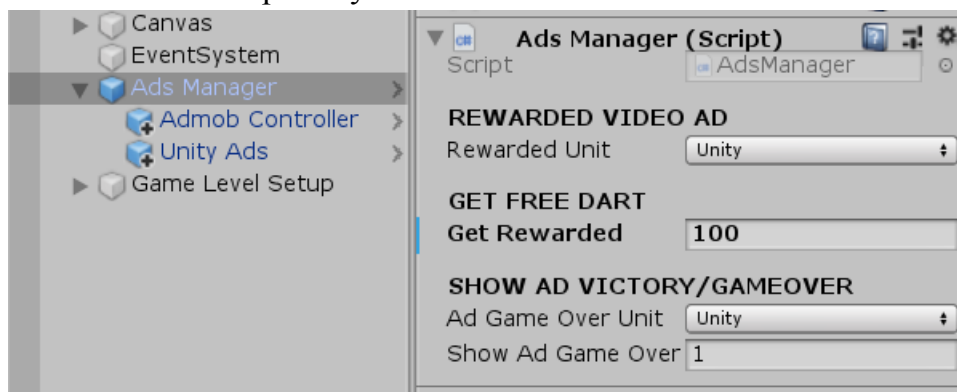 Canvas
EventSystem
Ads Manager
Admob Controller
Unity Ads
Game Level Setup
Ads Manager (Script)
Script AdsManager
REWARDED VIDEO AD
Rewarded Unit Unity
GET FREE DART
Get Rewarded 100
SHOW AD VICTORY/GAMEOVER
Ad Game Over Unit Unity
Show Ad Game Over 1